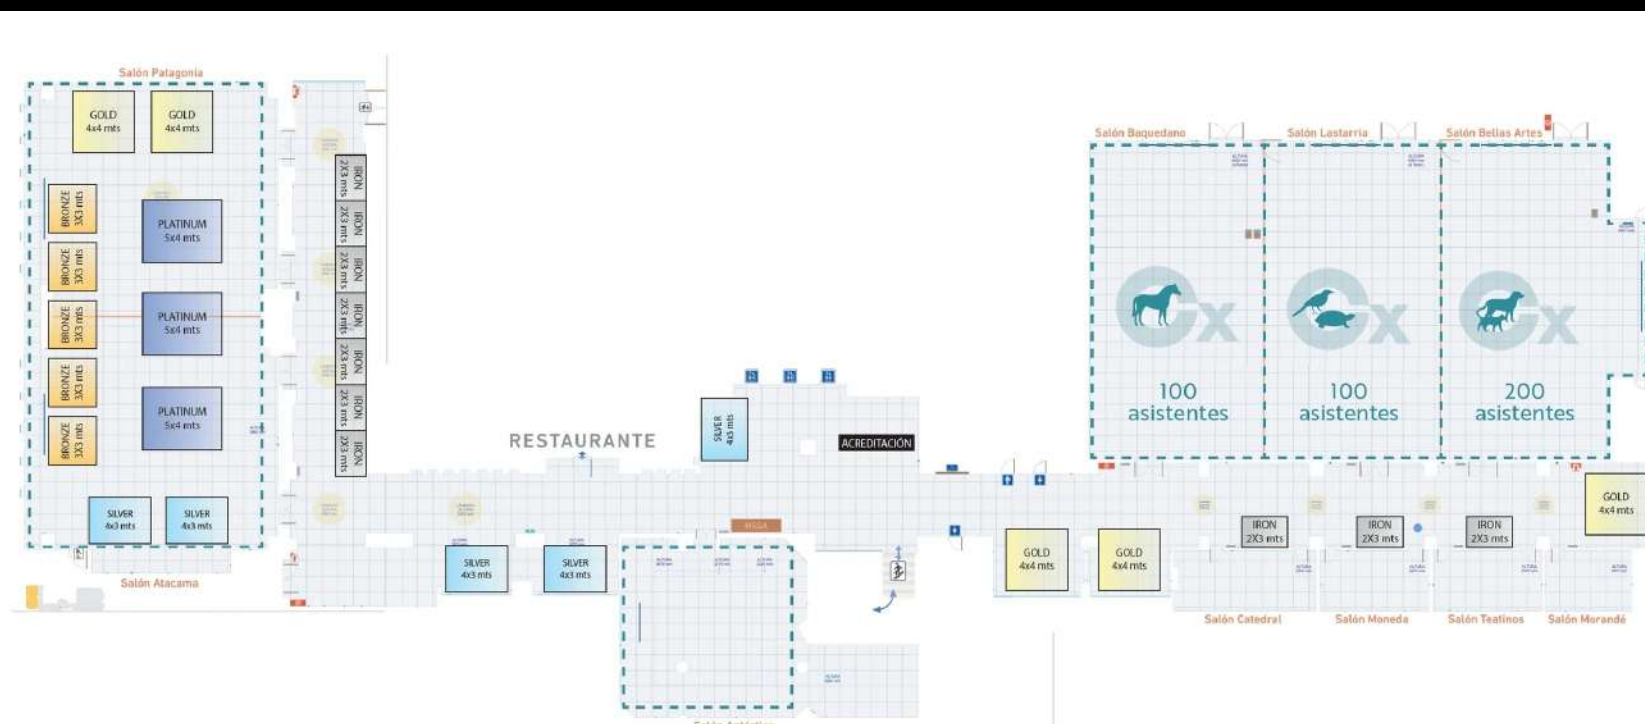 Salón Patagonia
GOLD
4x4 mts
GOLD
4x4 mts
BRONZE
3X3 mts
BRONZE
3X3 mts
BRONZE
3X3 mts
BRONZE
3X3 mts
BRONZE
3X3 mts
PLATINUM
5x4 mts
PLATINUM
5x4 mts
PLATINUM
5x4 mts
SILVER
4x3 mts
SILVER
4x3 mts
Salón Atacama
IRON
2X3 mts
IRON
2X3 mts
IRON
2X3 mts
IRON
2X3 mts
IRON
2X3 mts
IRON
2X3 mts
IRON
2X3 mts
RESTAURANTE
SILVER
4x3 mts
SILVER
4x3 mts
SILVER
4x3 mts
ACREDITACIÓN
GOLD
4x4 mts
GOLD
4x4 mts
Salón Baquedano
Salón Lastarria
Salón Bellas Artes
Cx
100
asistentes
Cx
100
asistentes
Cx
200
asistentes
IRON
2X3 mts
IRON
2X3 mts
IRON
2X3 mts
GOLD
4x4 mts
Salón Catedral
Salón Moneda
Salón Teatinos
Salón Morandé